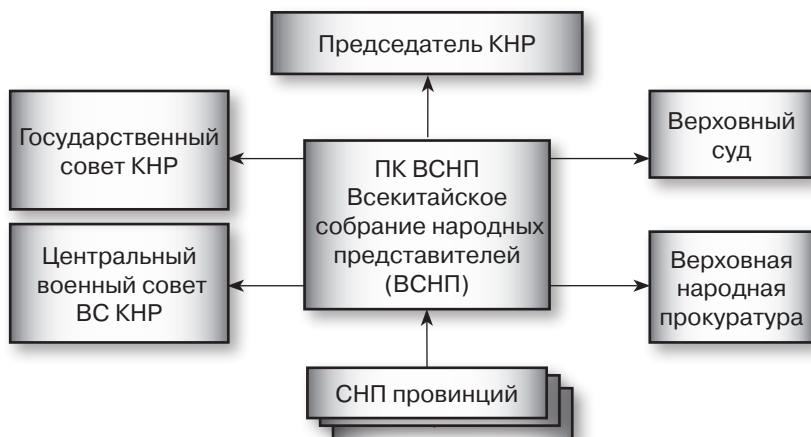 Председатель КНР
Государственный
совет КНР
ПК ВСНП
Всекитайское
собрание народных
представителей
(ВСНП)
Верховный
суд
Центральный
военный совет
ВС КНР
Верховная
народная
прокуратура
СНП провинций